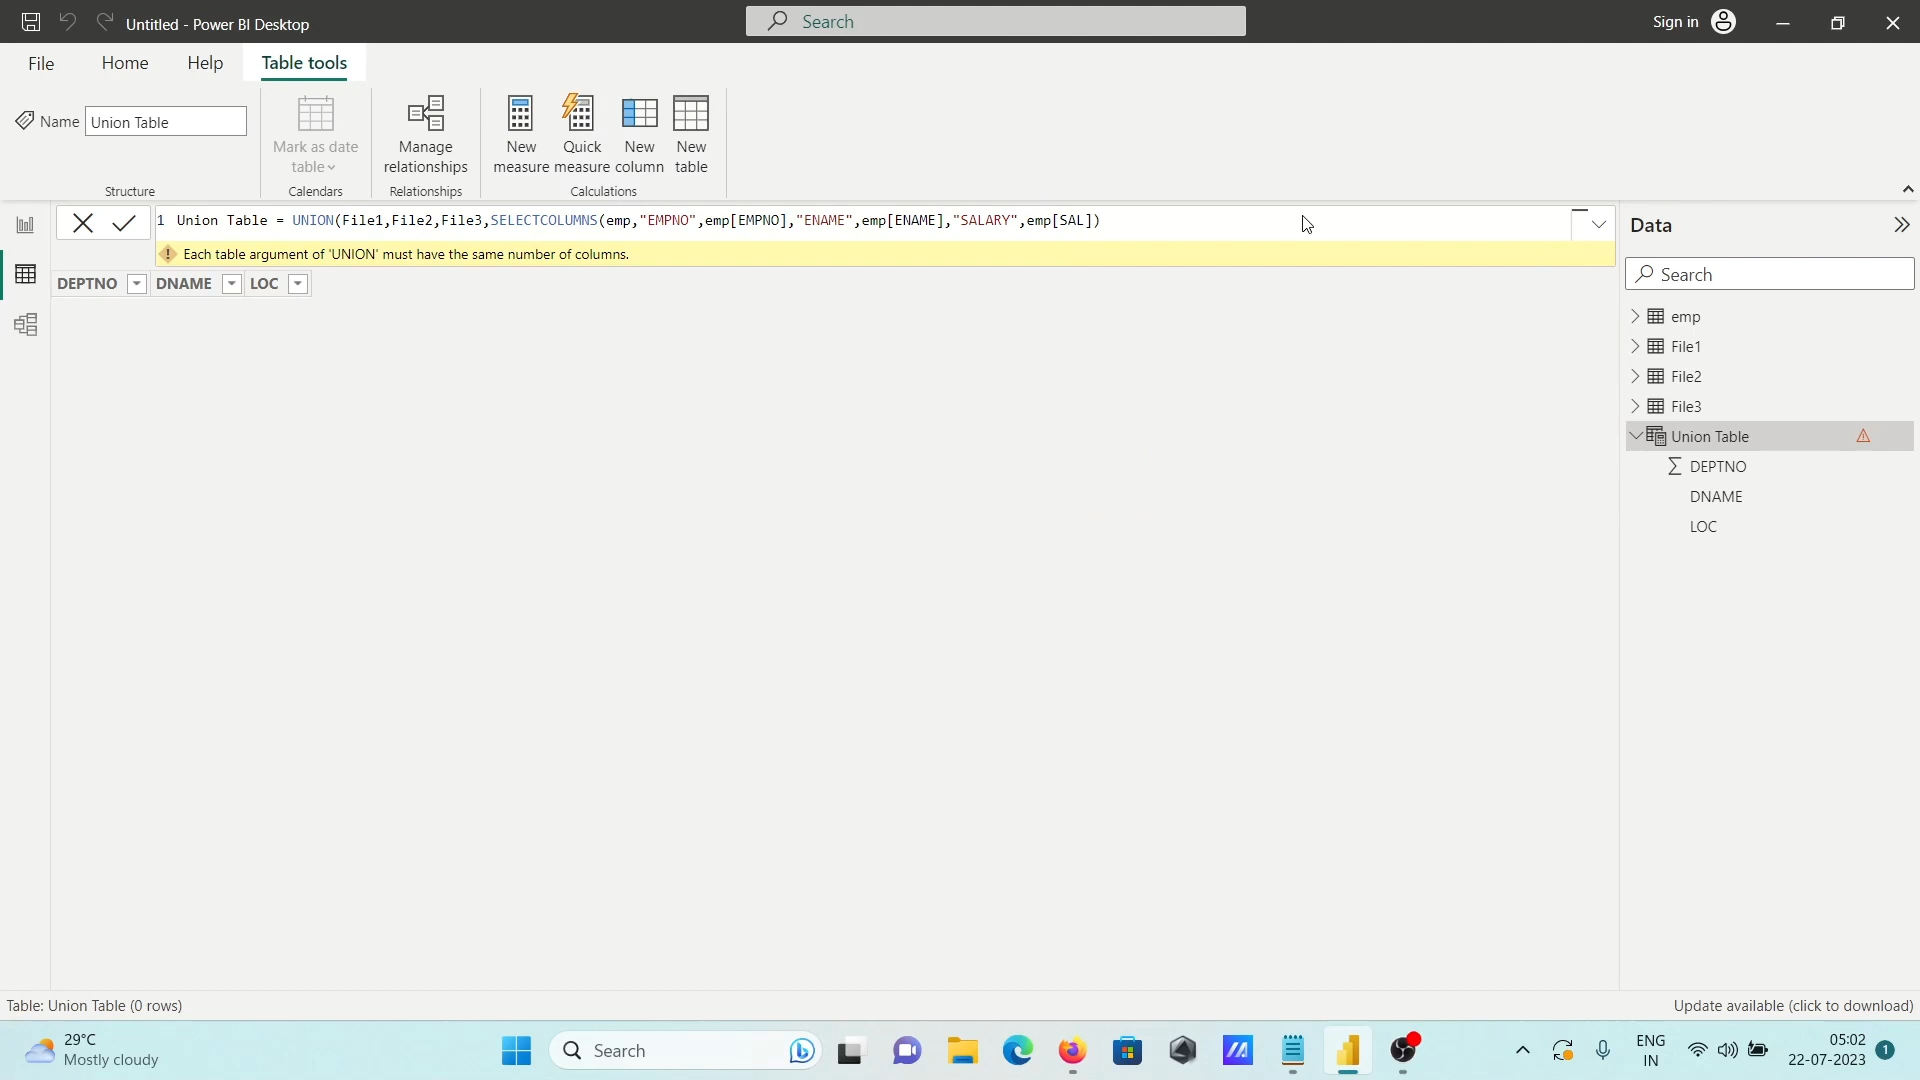 Untitled - Power BI Desktop
Search
Sign in
File
Home
Help
Table tools
Name
Union Table
Mark as date
table
Manage
relationships
New
measure
Quick
measure
New
column
New
table
Structure
Calendars
Relationships
Calculations
1 Union Table = UNION(File1,File2,File3,SELECTCOLUMNS(emp,"EMPNO",emp[EMPNO],"ENAME",emp[ENAME],"SALARY",emp[SAL])
Each table argument of 'UNION' must have the same number of columns.
DEPTNO
DNAME
LOC
Data
Search
emp
File1
File2
File3
Union Table
DEPTNO
DNAME
LOC
Table: Union Table (0 rows)
Update available (click to download)
29°C
Mostly cloudy
Search
ENG
IN
05:02
22-07-2023
1